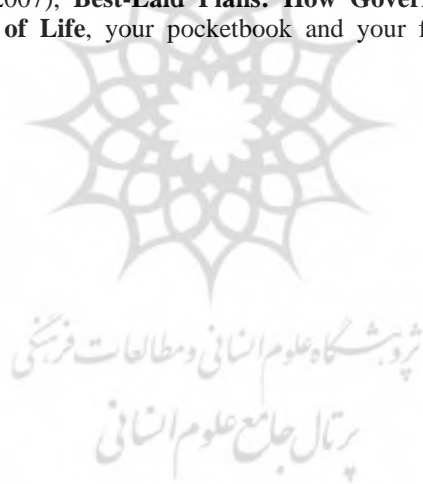 2007), Best-Laid Plans: How Govern
of Life, your pocketbook and your f
پژوهشگاه علوم انسانی و مطالعات فرهنگی
پرتال جامع علوم انسانی